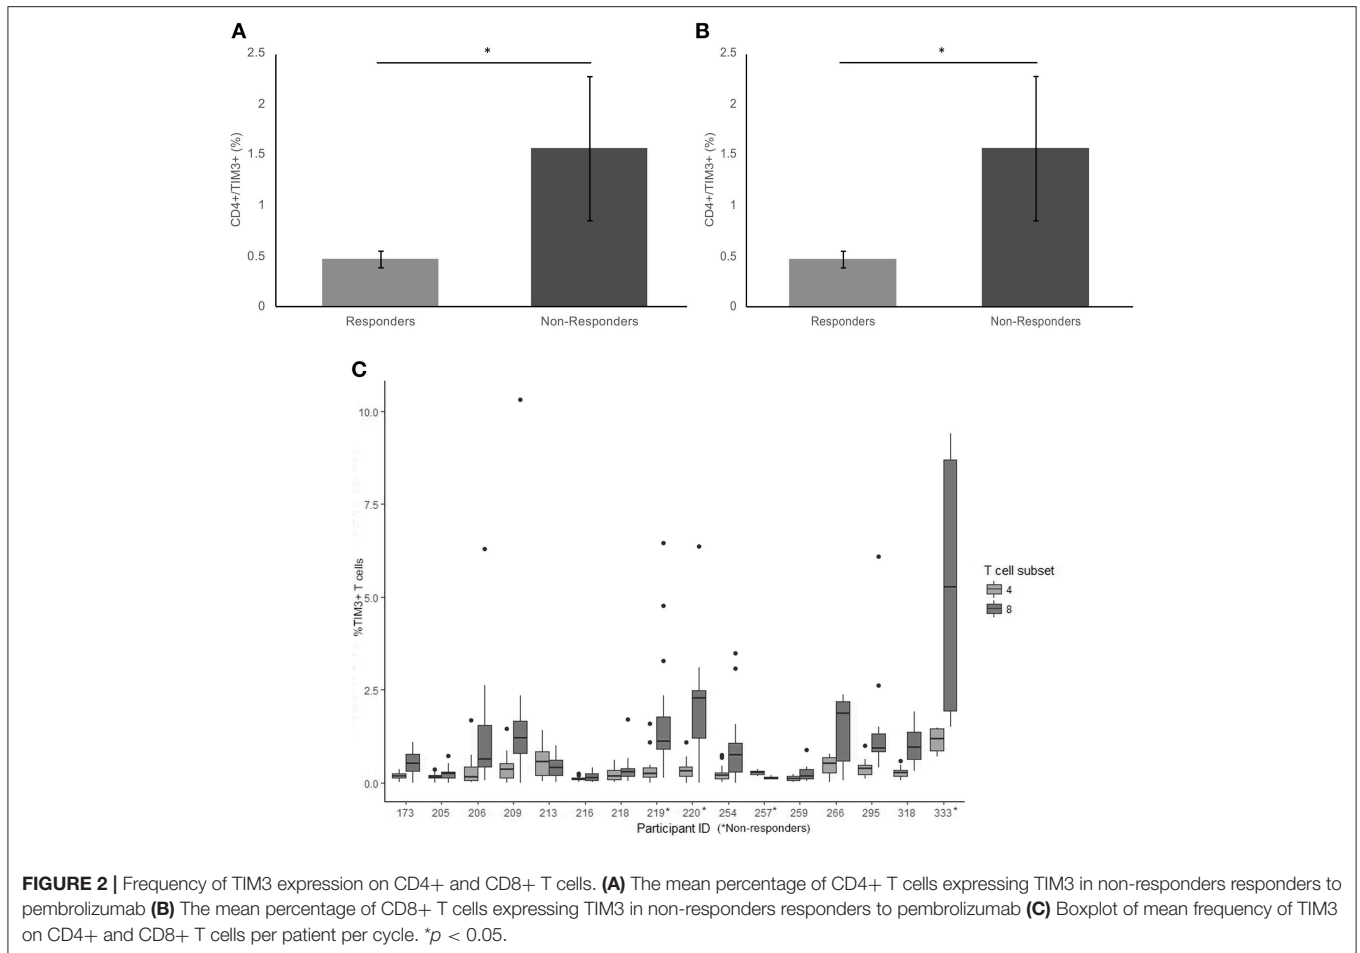 A
B
*
*
2.5
2
1.5
1
0.5
0
CD4+/TIM3+ (%)
Responders
Non-Responders
2.5
2
1.5
1
0.5
0
CD4+/TIM3+ (%)
Responders
Non-Responders
C
10.0
7.5
5.0
2.5
0.0
%TIM3+ T cells
T cell subset
4
8
173 205 206 209 213 216 218 219* 220* 254 257* 259 266 295 318 333*
Participant ID (*Non-responders)
FIGURE 2 | Frequency of TIM3 expression on CD4+ and CD8+ T cells. (A) The mean percentage of CD4+ T cells expressing TIM3 in non-responders responders to
pembrolizumab (B) The mean percentage of CD8+ T cells expressing TIM3 in non-responders responders to pembrolizumab (C) Boxplot of mean frequency of TIM3
on CD4+ and CD8+ T cells per patient per cycle. *p < 0.05.